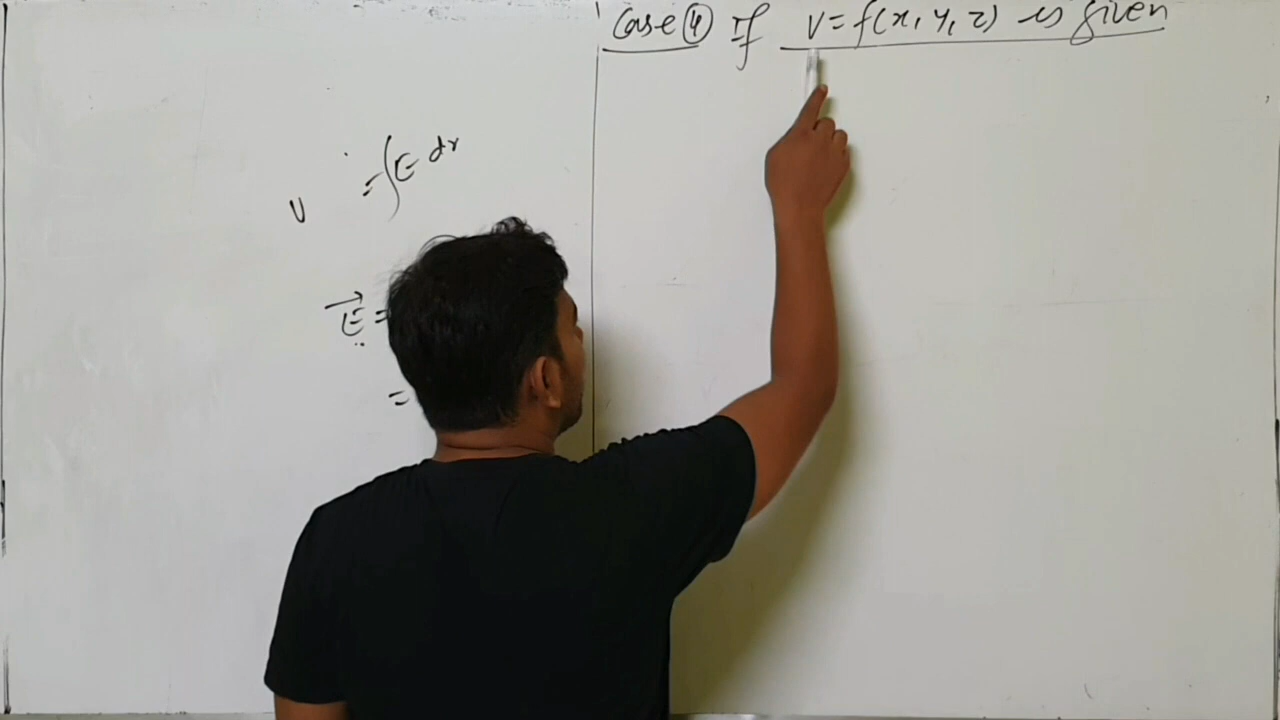 Case ④ If V = f(x, y, z) is given
V = ∫E dr
E⃗ =
=